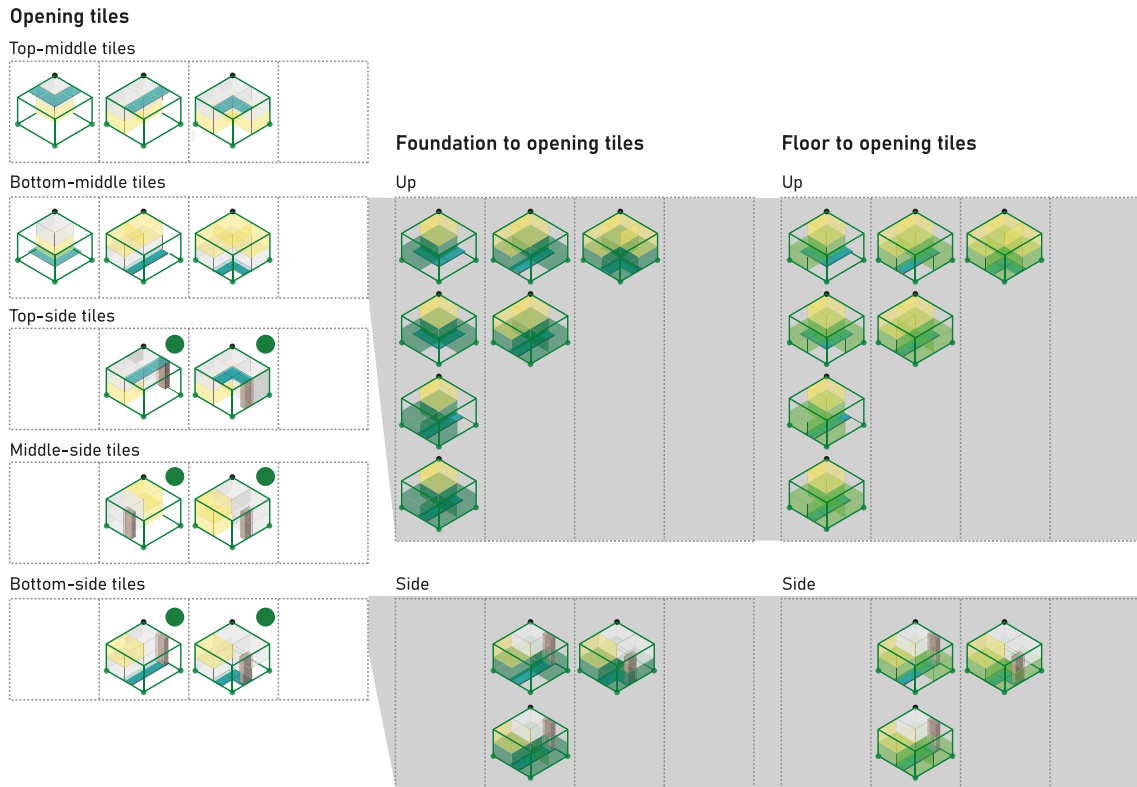 Opening tiles
Top-middle tiles
Foundation to opening tiles
Floor to opening tiles
Bottom-middle tiles
Up
Up
Top-side tiles
Middle-side tiles
Bottom-side tiles
Side
Side